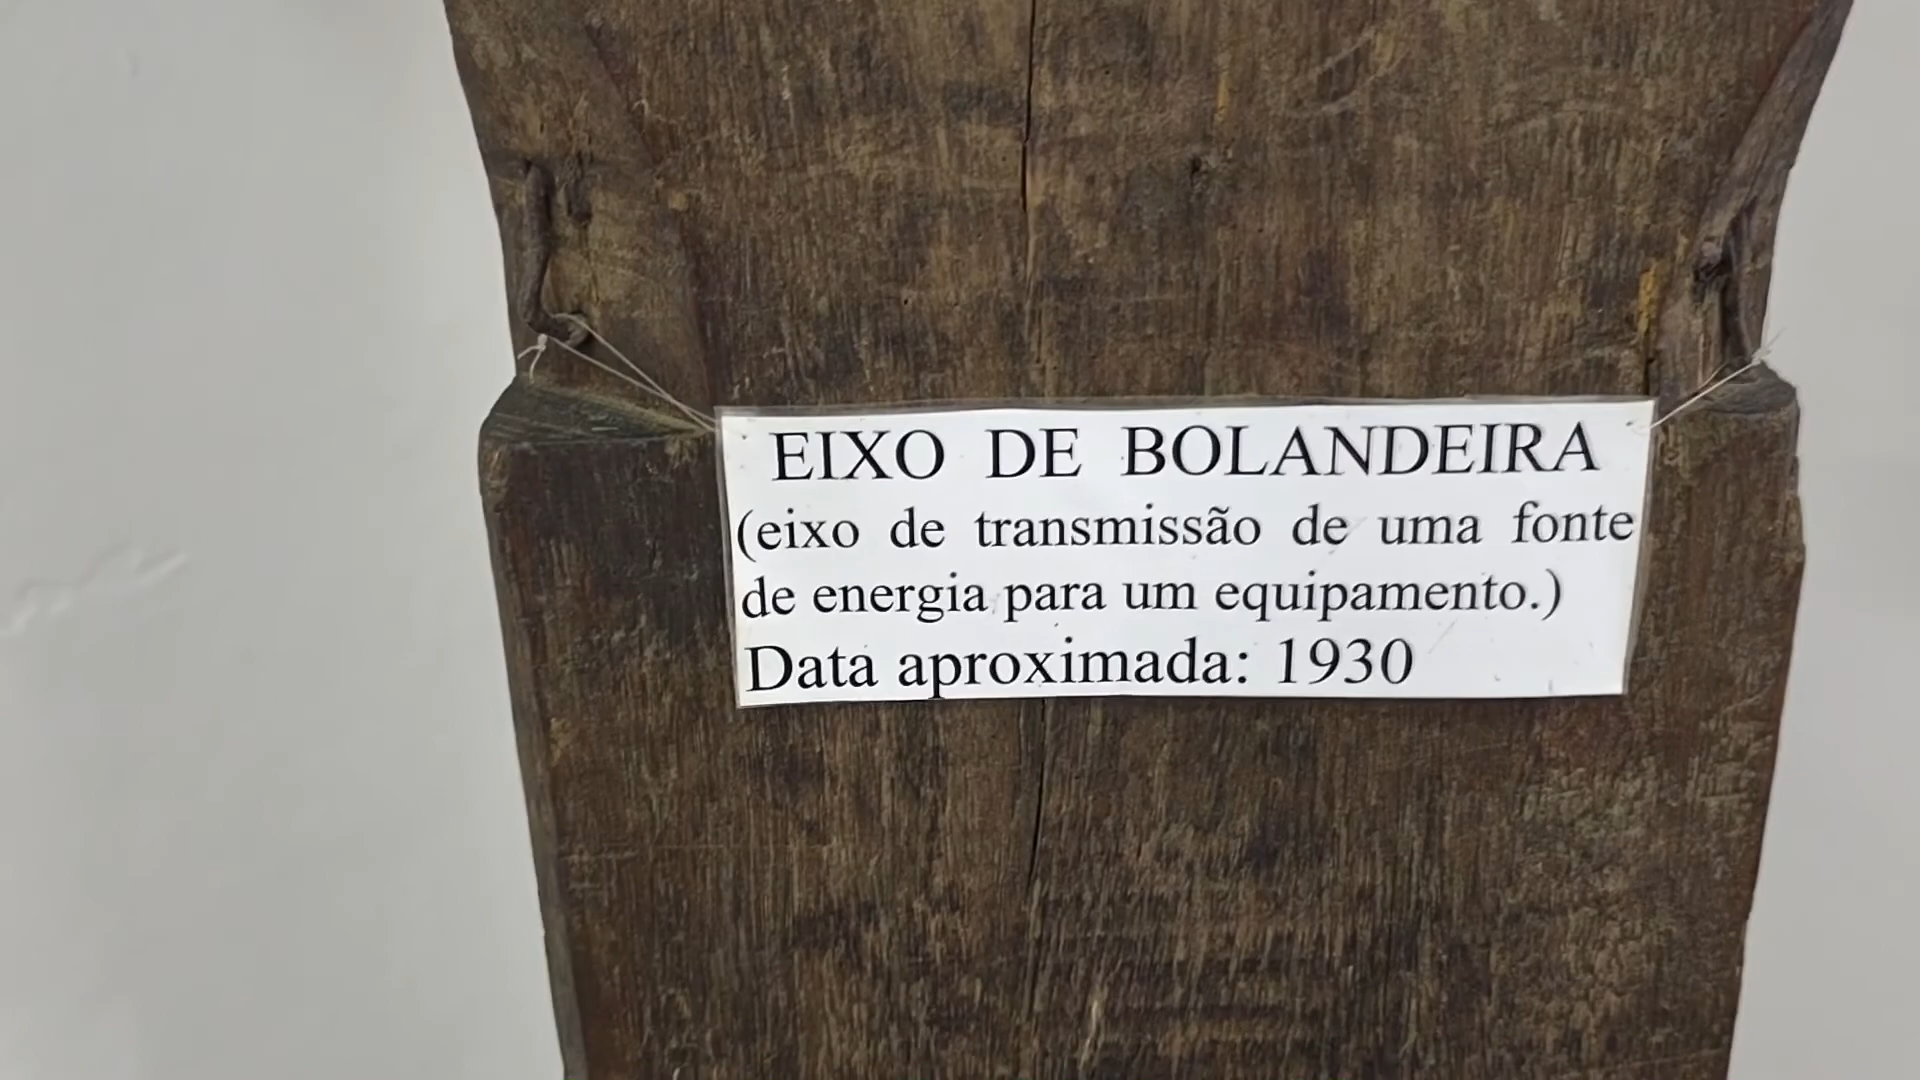 EIXO DE BOLANDEIRA
(eixo de transmissão de uma fonte
de energia para um equipamento.)
Data aproximada: 1930